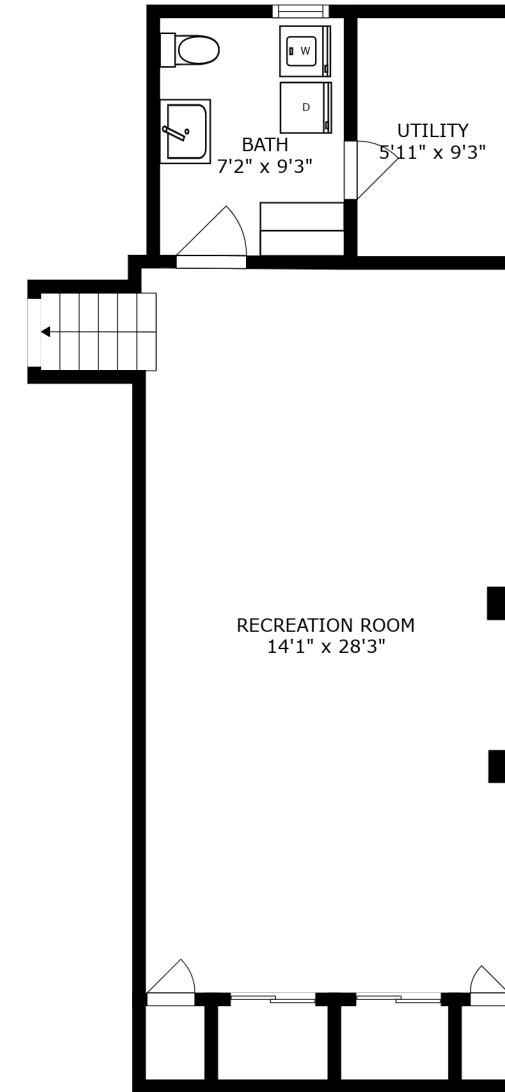 W
D
BATH
7'2" x 9'3"
UTILITY
5'11" x 9'3"
RECREATION ROOM
14'1" x 28'3"